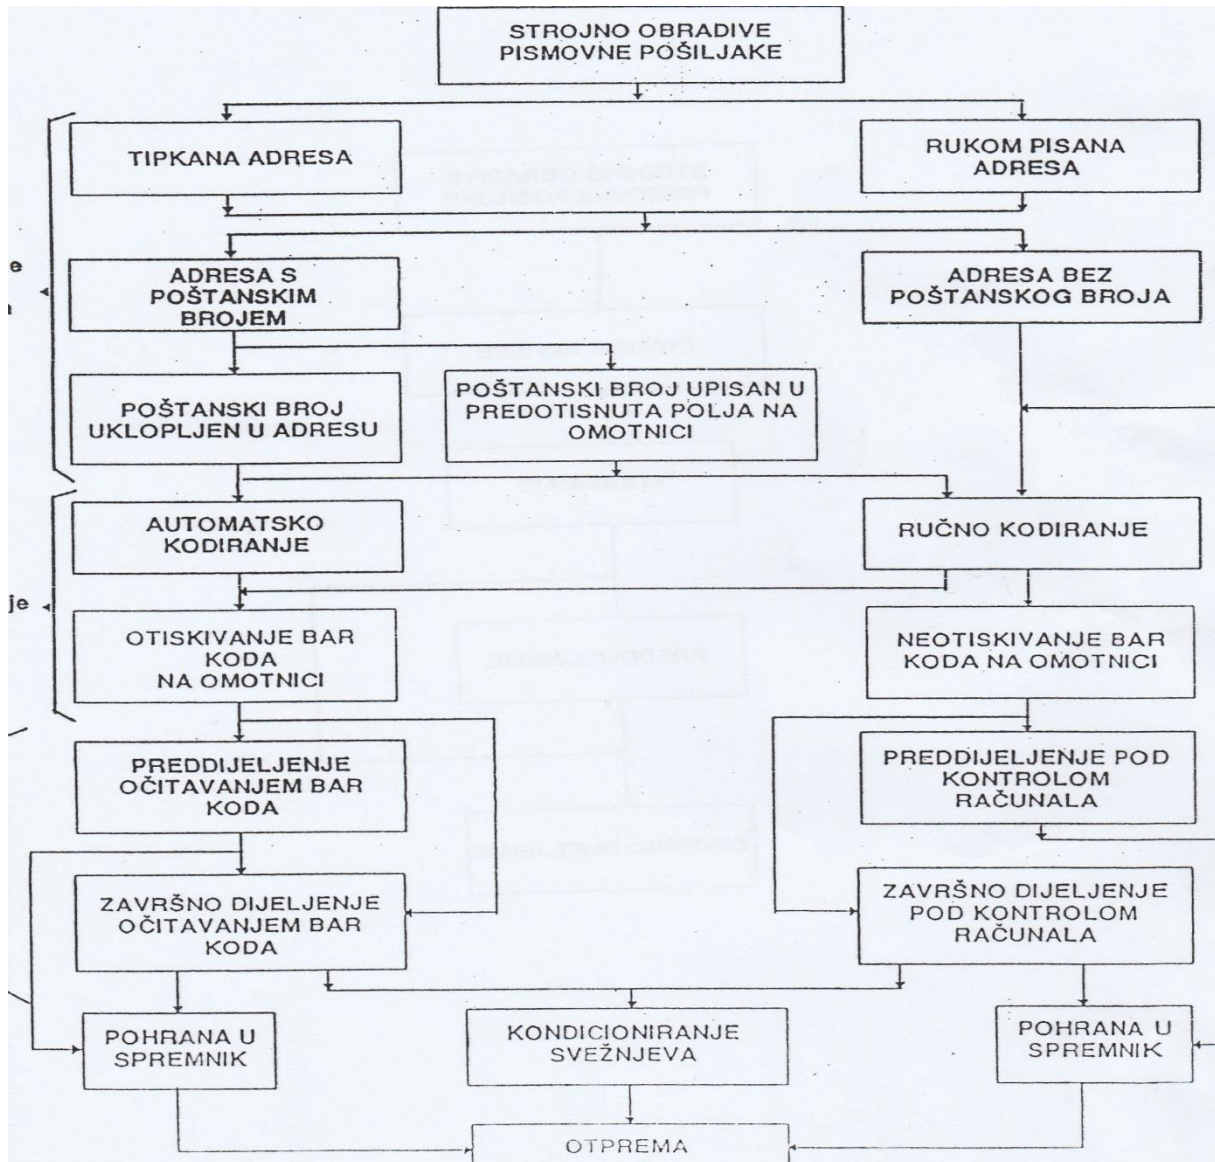 STROJNO OBRADIVE
PISMOVNE POŠILJAKE
TIPKANA ADRESA
RUKOM PISANA
ADRESA
ADRESA S
POŠTANSKIM
BROJEM
ADRESA BEZ
POŠTANSKOG BROJA
POŠTANSKI BROJ
UKLOPLJEN U ADRESU
POŠTANSKI BROJ UPISAN U
PREDOTISNUTA POLJA NA
OMOTNICI
AUTOMATSKO
KODIRANJE
RUČNO KODIRANJE
OTISKIVANJE BAR
KODA
NA OMOTNICI
NEOTISKIVANJE BAR
KODA NA OMOTNICI
PREDDIJELJENJE
OČITAVANJEM BAR
KODA
PREDDIJELJENJE POD
KONTROLOM
RAČUNALA
ZAVRŠNO DIJELJENJE
OČITAVANJEM BAR
KODA
ZAVRŠNO DIJELJENJE
POD KONTROLOM
RAČUNALA
POHRANA U
SPREMNIK
KONDICIONIRANJE
SVEŽNJEVA
POHRANA U
SPREMNIK
OTPREMA